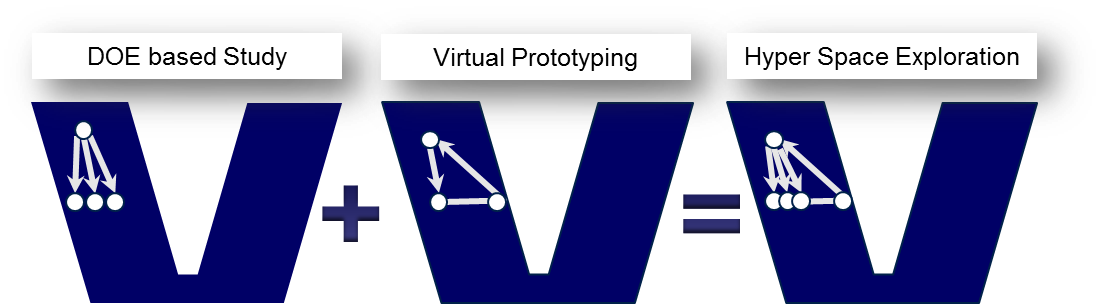 DOE based Study
Virtual Prototyping
Hyper Space Exploration
+
=